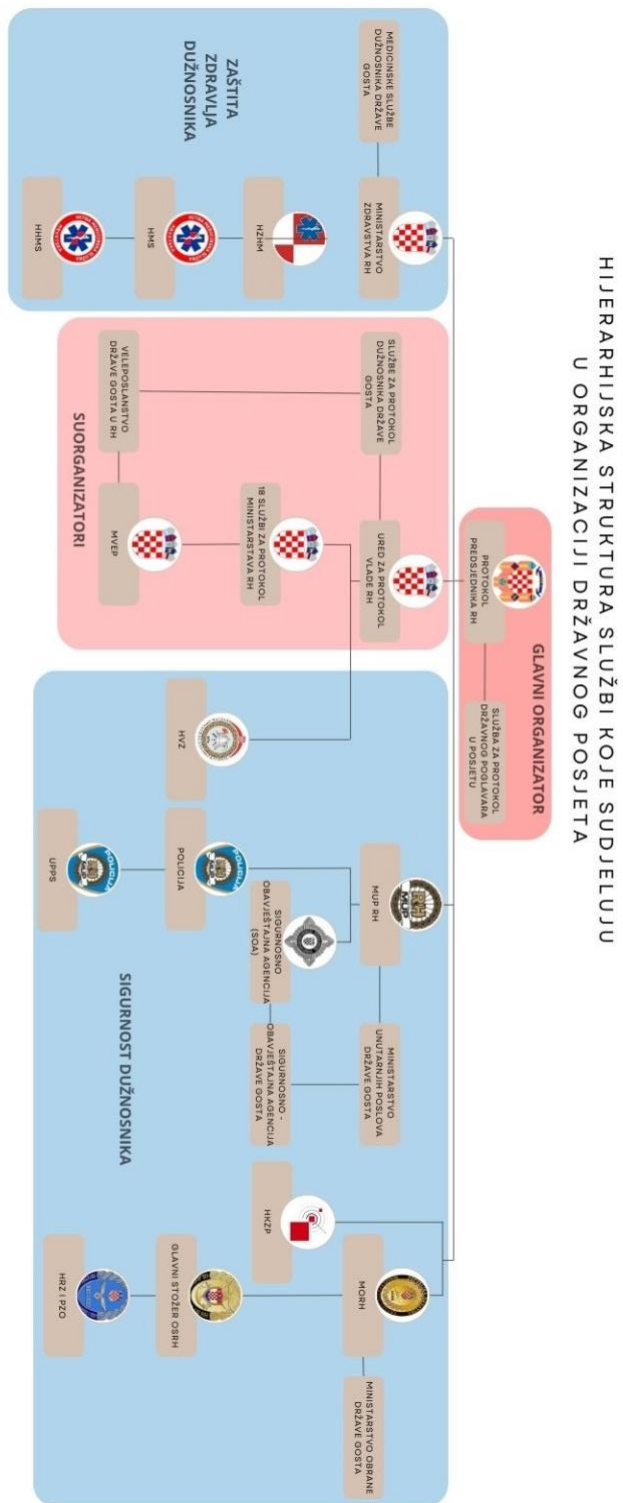 HIJERARHIJSKA STRUKTURA SLUŽBI KOJE SUDJELUJU
U ORGANIZACIJI DRŽAVNOG POSJETA
GLAVNI ORGANIZATOR
PROTOKOL
PREDSJEDNIKA RH
SLUŽBA ZA PROTOKOL
DRŽAVNOG POGLAVARA
U POSJETU
MEDICINSKE SLUŽBE
DUŽNOSNIKA DRŽAVE
GOSTA
MINISTARSTVO
ZDRAVSTVA RH
ZAŠTITA
ZDRAVLJA
DUŽNOSNIKA
HZHM
HMS
HHMS
SLUŽBE ZA PROTOKOL
DUŽNOSNIKA DRŽAVE
GOSTA
URED ZA PROTOKOL
VLADE RH
18 SLUŽBI ZA PROTOKOL
MINISTARSTAVA RH
VELEPOSLANSTVO
DRŽAVE GOSTA U RH
MVEP
SUORGANIZATORI
HVZ
MUP RH
RH
MUP
MINISTARSTVO
UNUTARNJIH POSLOVA
DRŽAVE GOSTA
POLICIJA
POLICIJA
SIGURNOSNO
OBAVJEŠTAJNA AGENCIJA
(SOA)
SIGURNOSNO -
OBAVJEŠTAJNA AGENCIJA
DRŽAVE GOSTA
UPPS
POLICIJA
HKZP
MORH
MINISTARSTVO OBRANE
DRŽAVE GOSTA
GLAVNI STOŽER OSRH
HRZ I PZO
SIGURNOST DUŽNOSNIKA